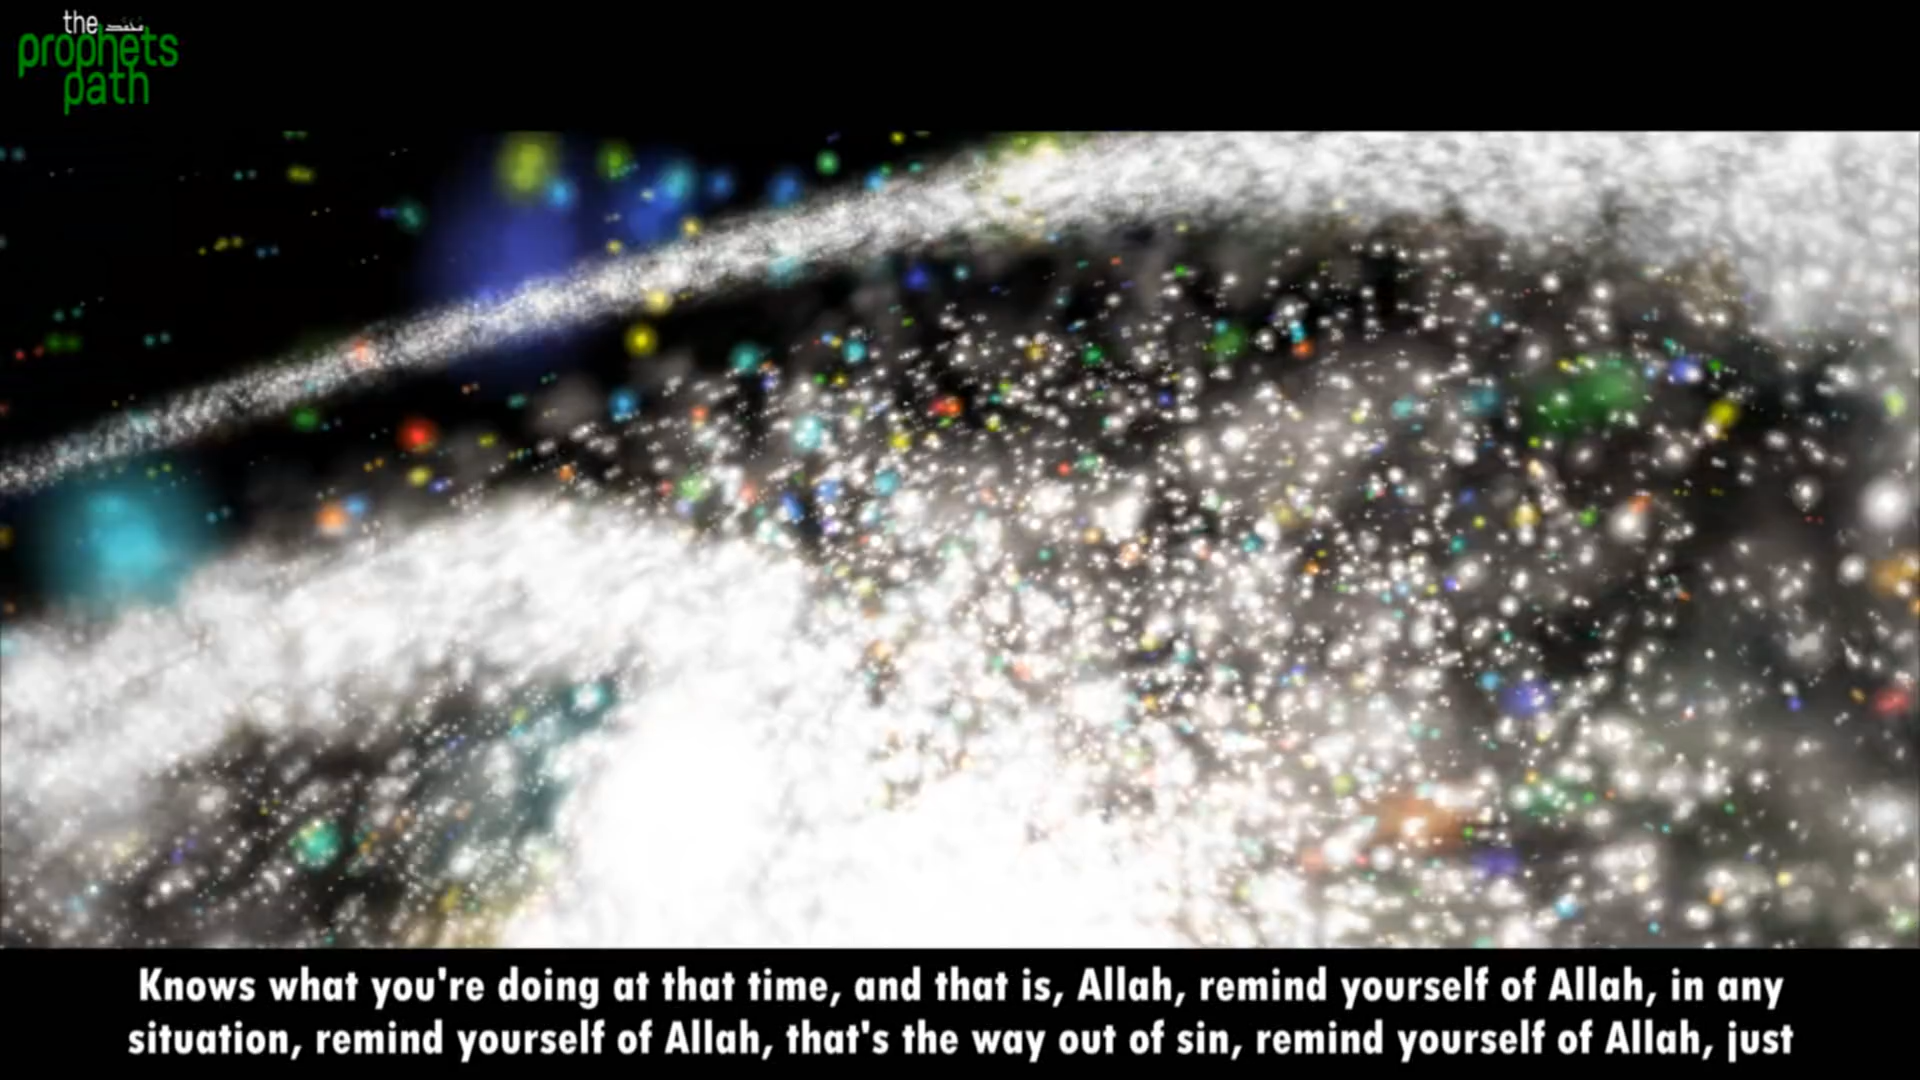 the محمد
prophets
path
Knows what you're doing at that time, and that is, Allah, remind yourself of Allah, in any
situation, remind yourself of Allah, that's the way out of sin, remind yourself of Allah, just